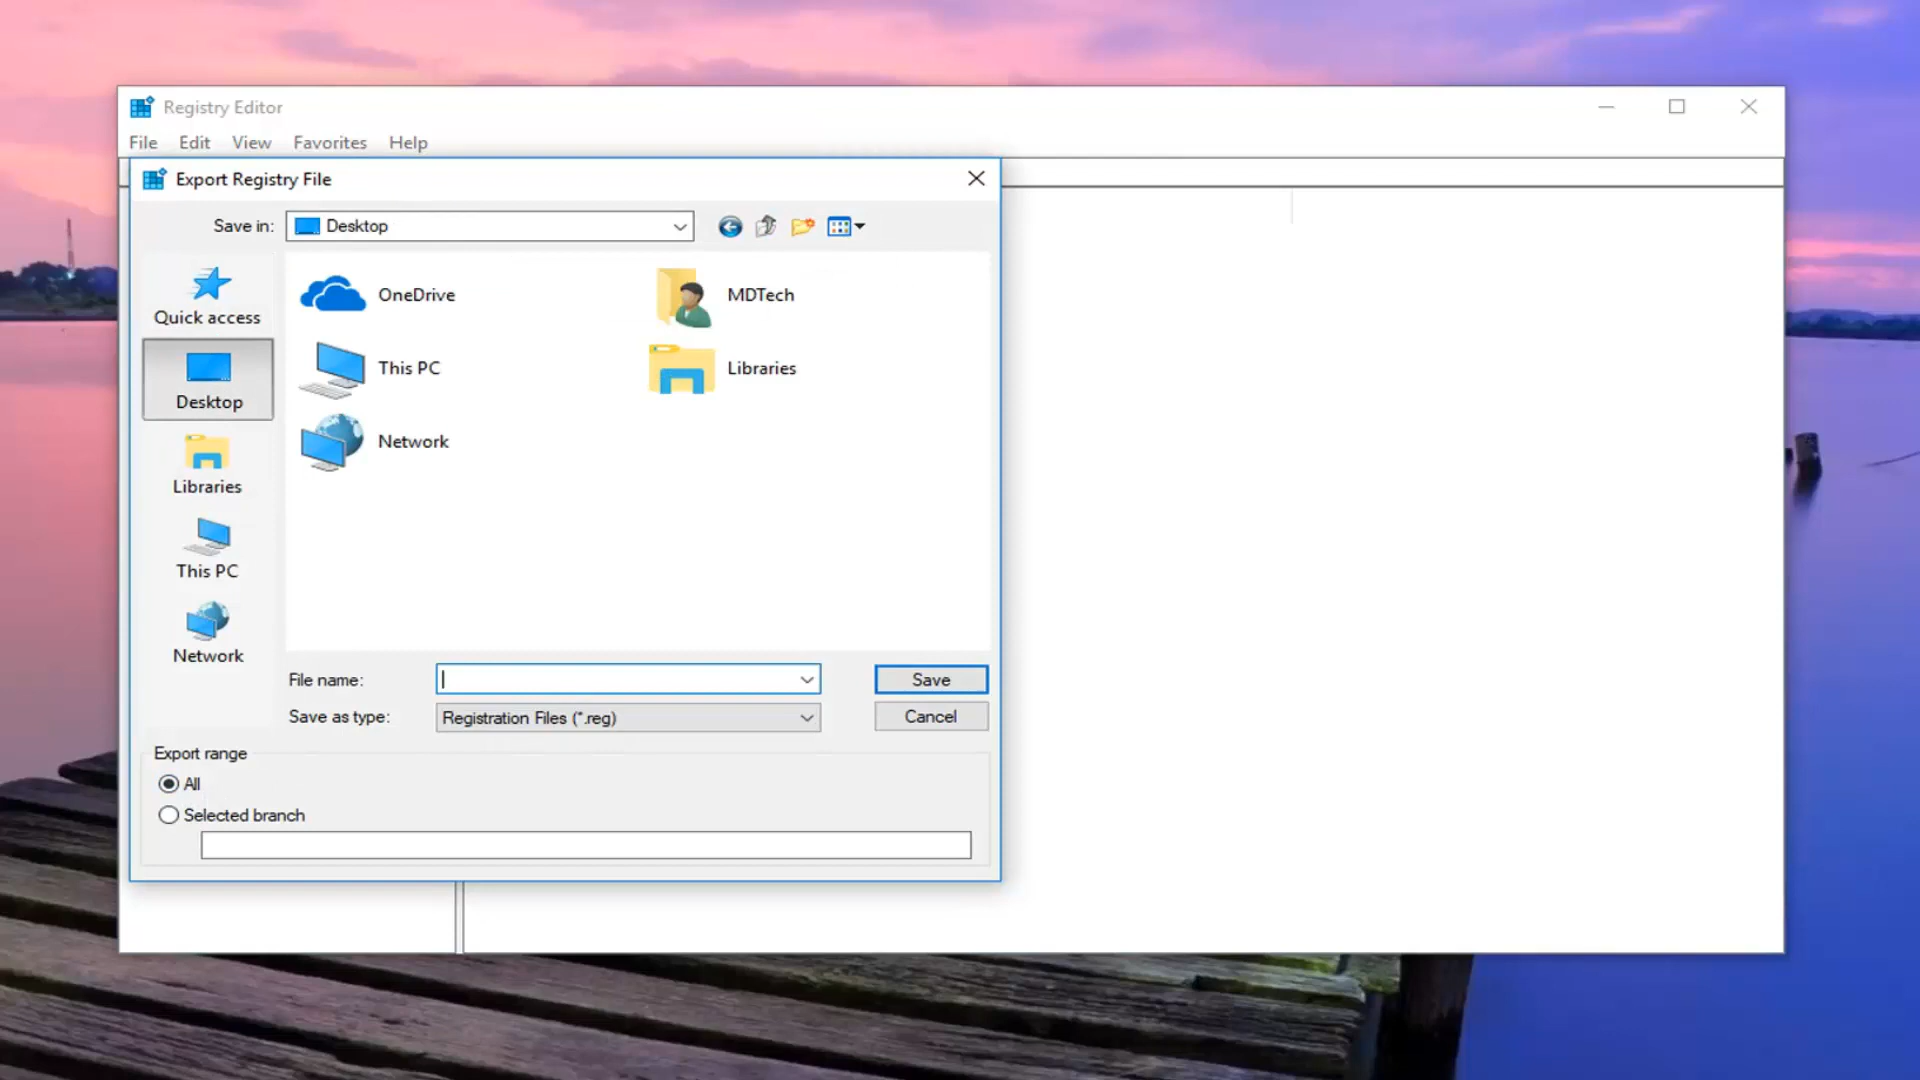 Registry Editor
File Edit View Favorites Help
Export Registry File
Save in: Desktop
Quick access
Desktop
Libraries
This PC
Network
OneDrive
MDTech
This PC
Libraries
Network
File name:
Save
Save as type: Registration Files (*.reg)
Cancel
Export range
All
Selected branch